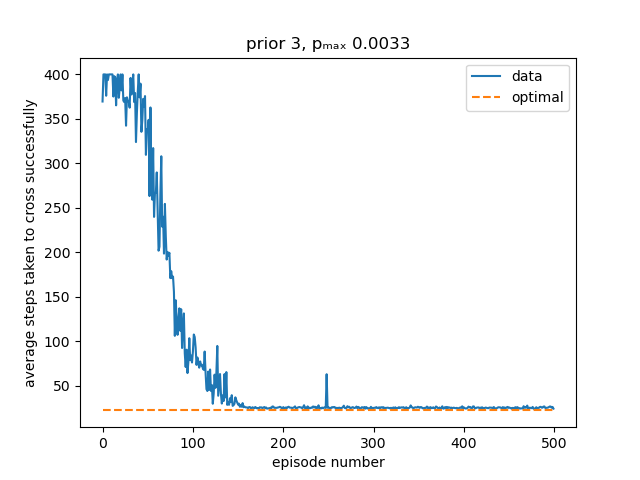 prior 3, pₘₐₓ 0.0033
data
optimal
average steps taken to cross successfully
400
350
300
250
200
150
100
50
0
100
200
300
400
500
episode number